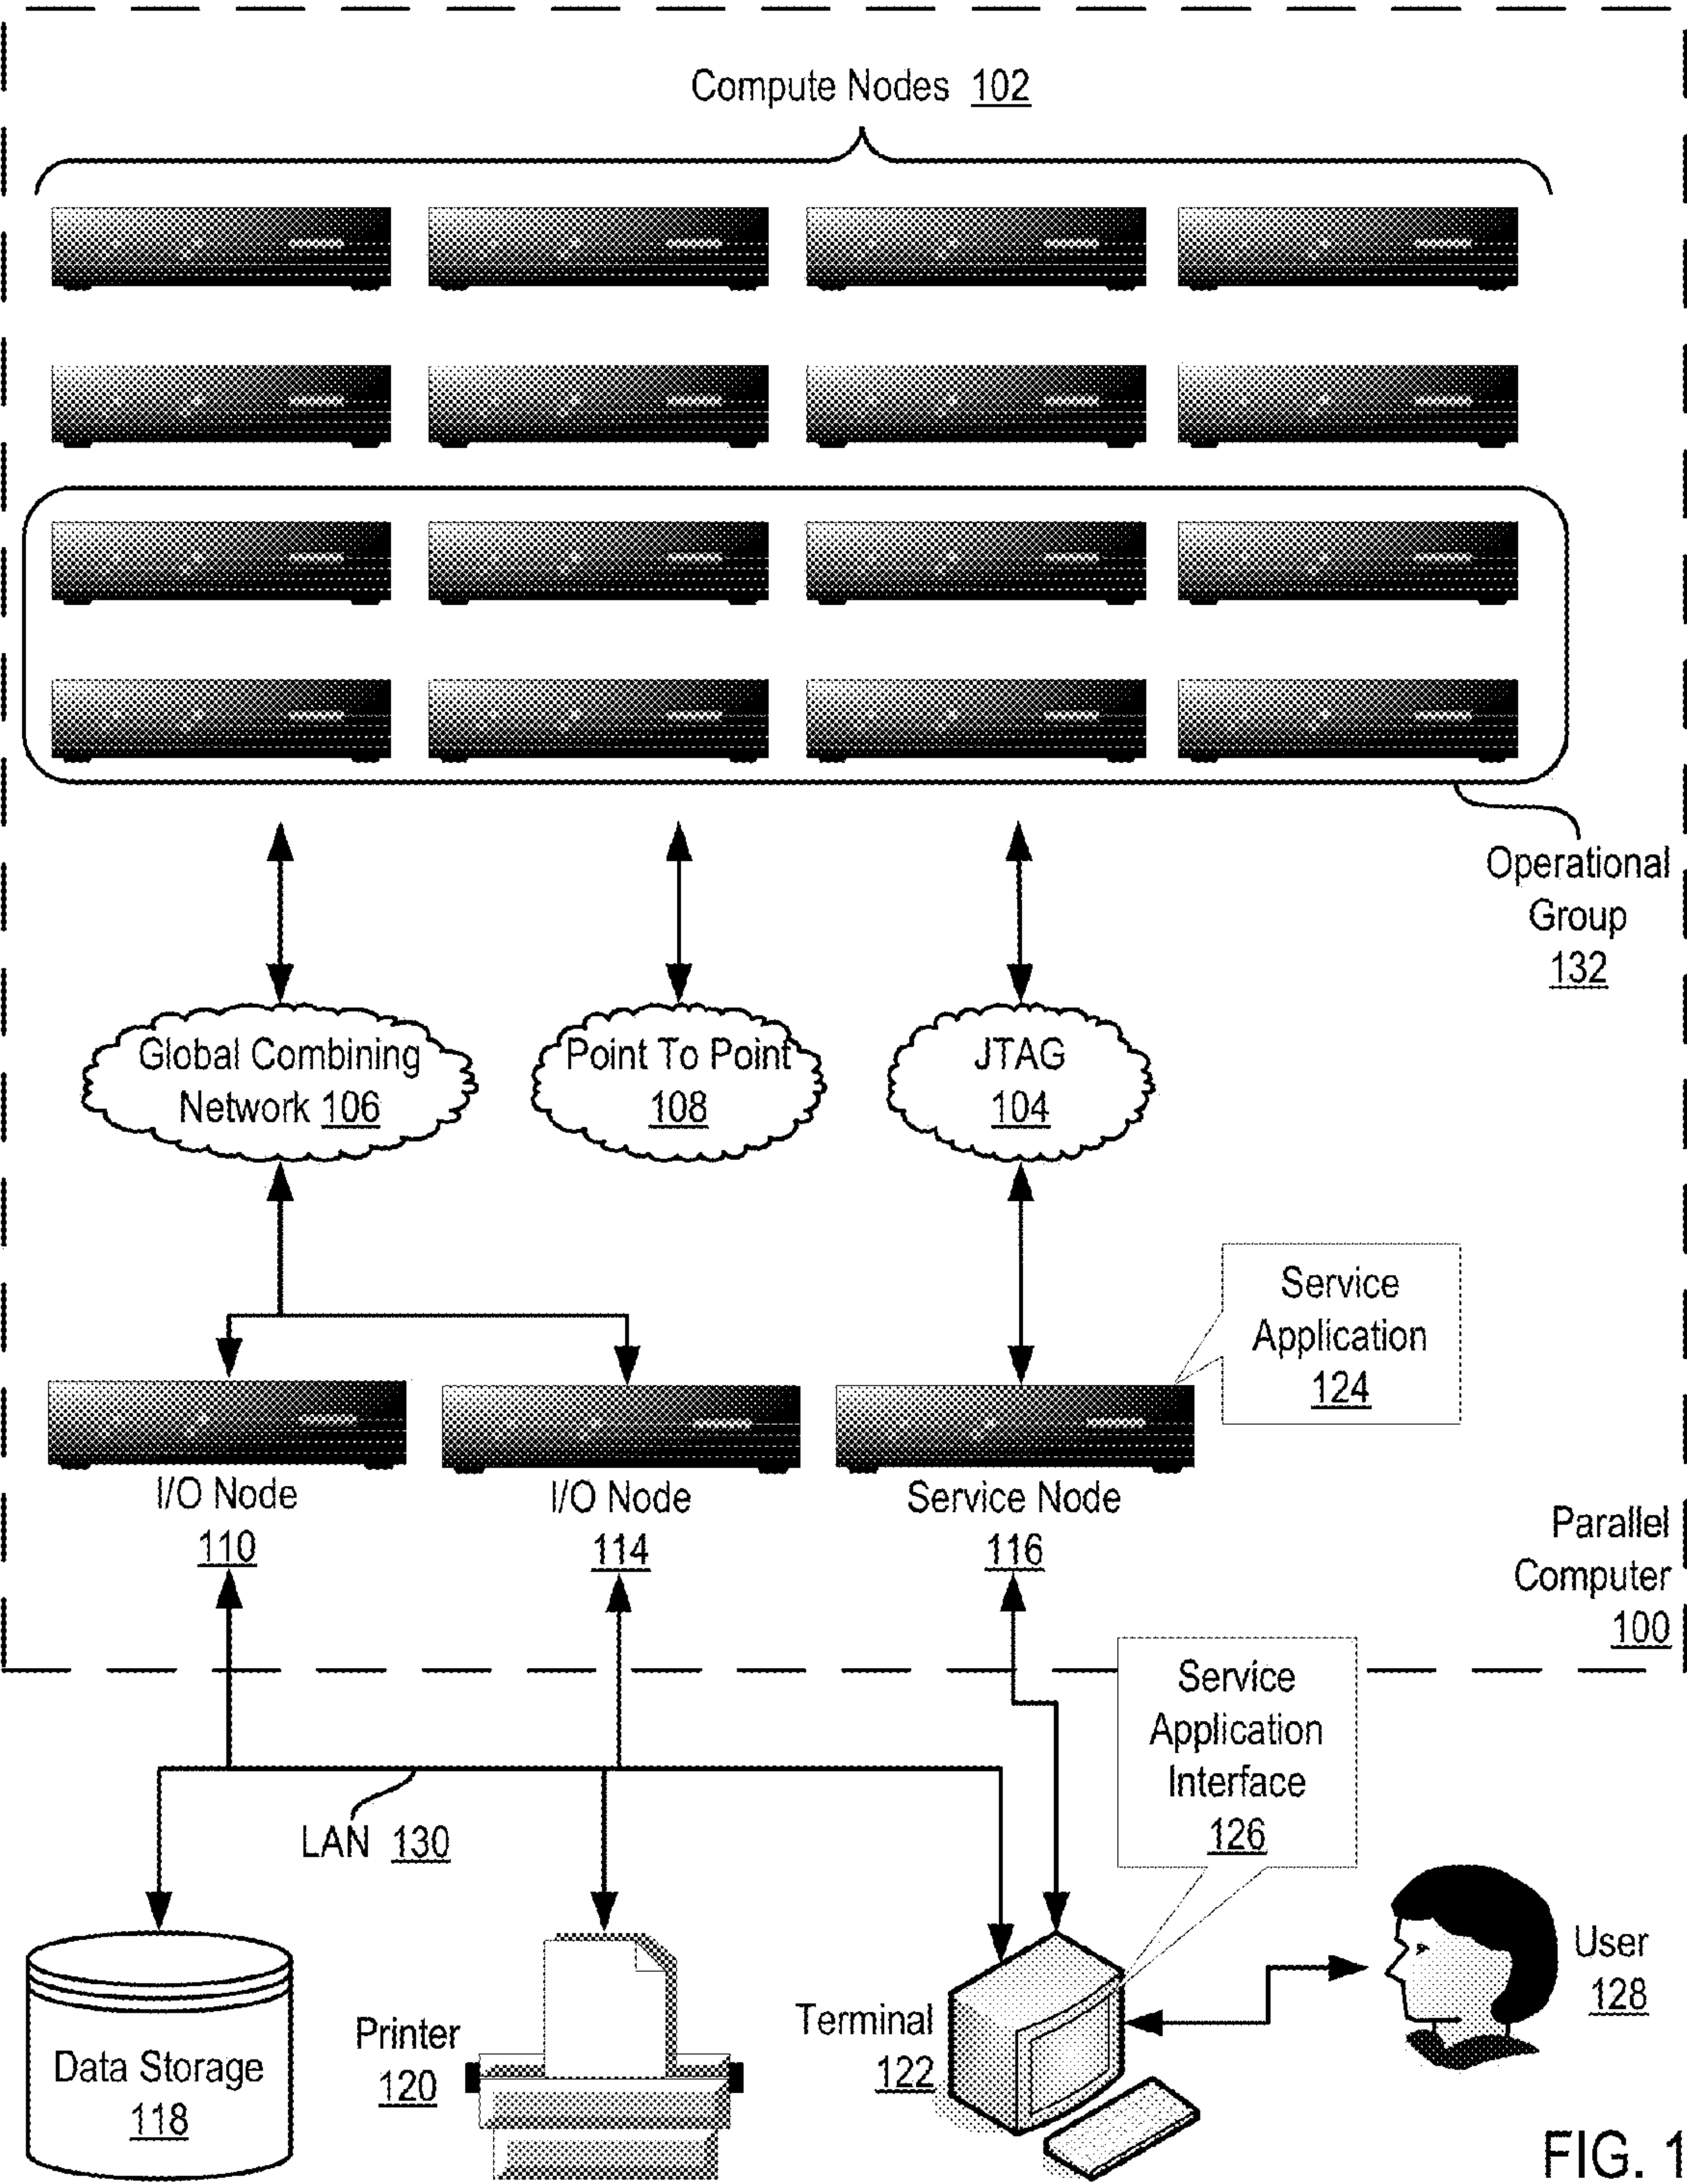 Compute Nodes 102
Operational
Group
132
Global Combining
Network 106
Point To Point
108
JTAG
104
Service
Application
124
I/O Node
110
I/O Node
114
Service Node
116
Parallel
Computer
100
Service
Application
Interface
126
LAN 130
Data Storage
118
Printer
120
Terminal
122
User
128
FIG. 1